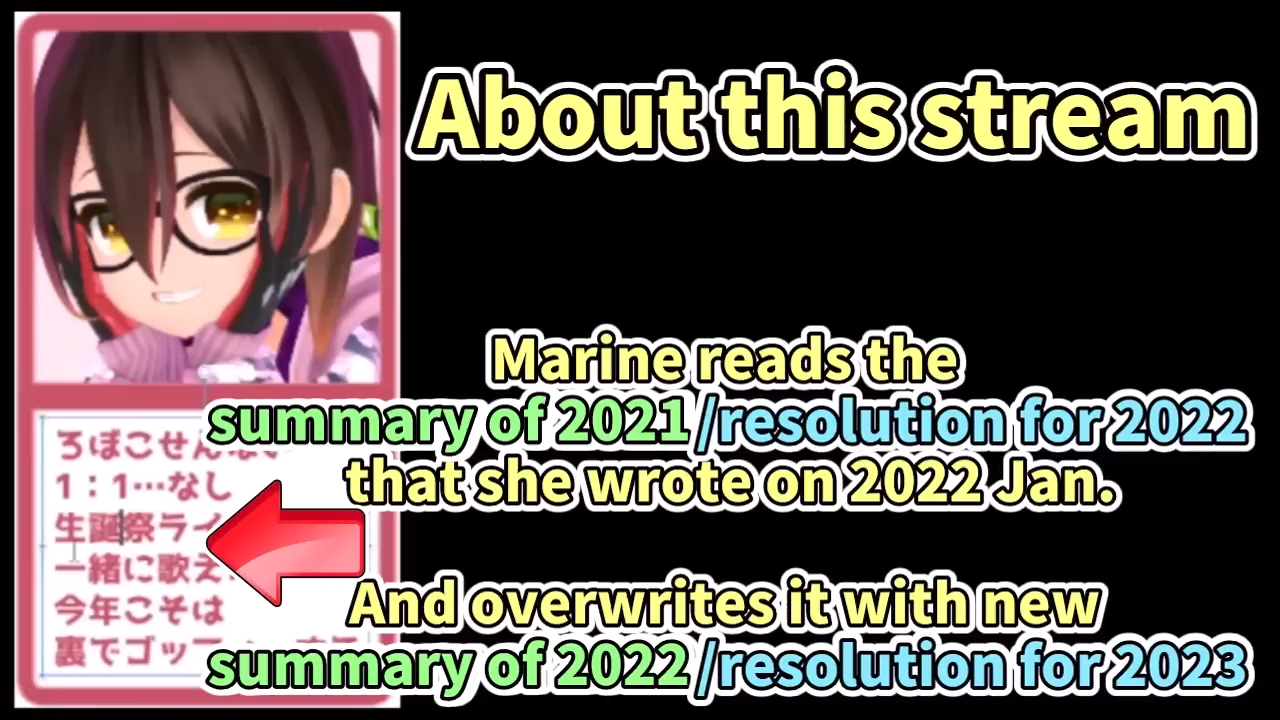 About this stream
Marine reads the
summary of 2021/resolution for 2022
that she wrote on 2022 Jan.
And overwrites it with new
summary of 2022/resolution for 2023
ろぼこせん
1:1…なし
生誕祭ライ
一緒に歌え
今年こそは
裏でゴッ